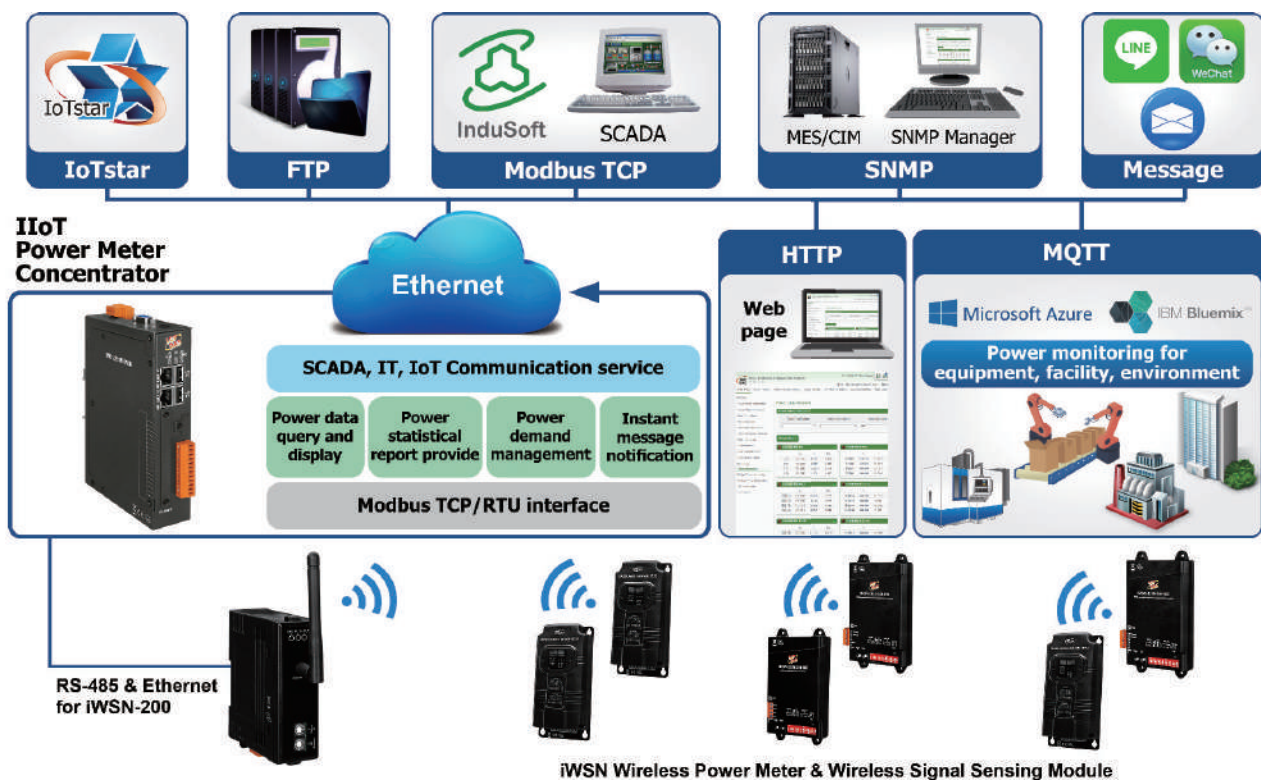 IoTstar
IoTstar
FTP
InduSoft
SCADA
Modbus TCP
MES/CIM
SNMP Manager
SNMP
LINE
WeChat
Message
IIoT
Power Meter
Concentrator
Ethernet
SCADA, IT, IoT Communication service
Power data
query and
display
Power
statistical
report provide
Power
demand
management
Instant
message
notification
Modbus TCP/RTU interface
HTTP
Web
page
MQTT
Microsoft Azure
IBM Bluemix
Power monitoring for
equipment, facility, environment
RS-485 & Ethernet
for iWSN-200
iWSN Wireless Power Meter & Wireless Signal Sensing Module